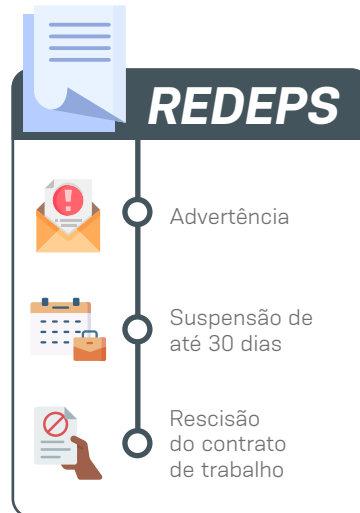 REDEPS
Advertência
Suspensão de
até 30 dias
Rescisão
do contrato
de trabalho